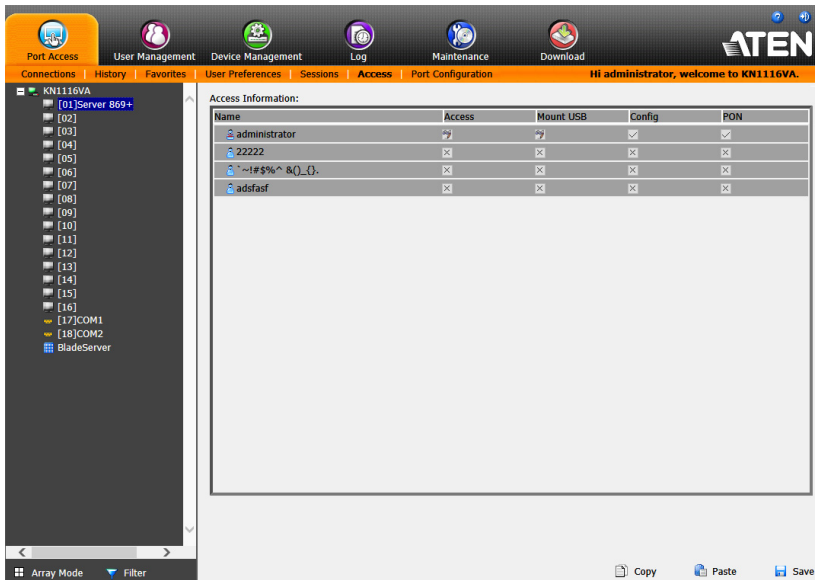 Port Access User Management Device Management Log Maintenance Download
ATEN
Connections History Favorites User Preferences Sessions Access Port Configuration Hi administrator, welcome to KN1116VA.
KN1116VA
[01]Server 869+
[02]
[03]
[04]
[05]
[06]
[07]
[08]
[09]
[10]
[11]
[12]
[13]
[14]
[15]
[16]
[17]COM1
[18]COM2
BladeServer
Array Mode Filter
Access Information:
Name Access Mount USB Config PON
administrator
22222
`~!#$%^ &()_{}.
adsfasf
Copy Paste Save